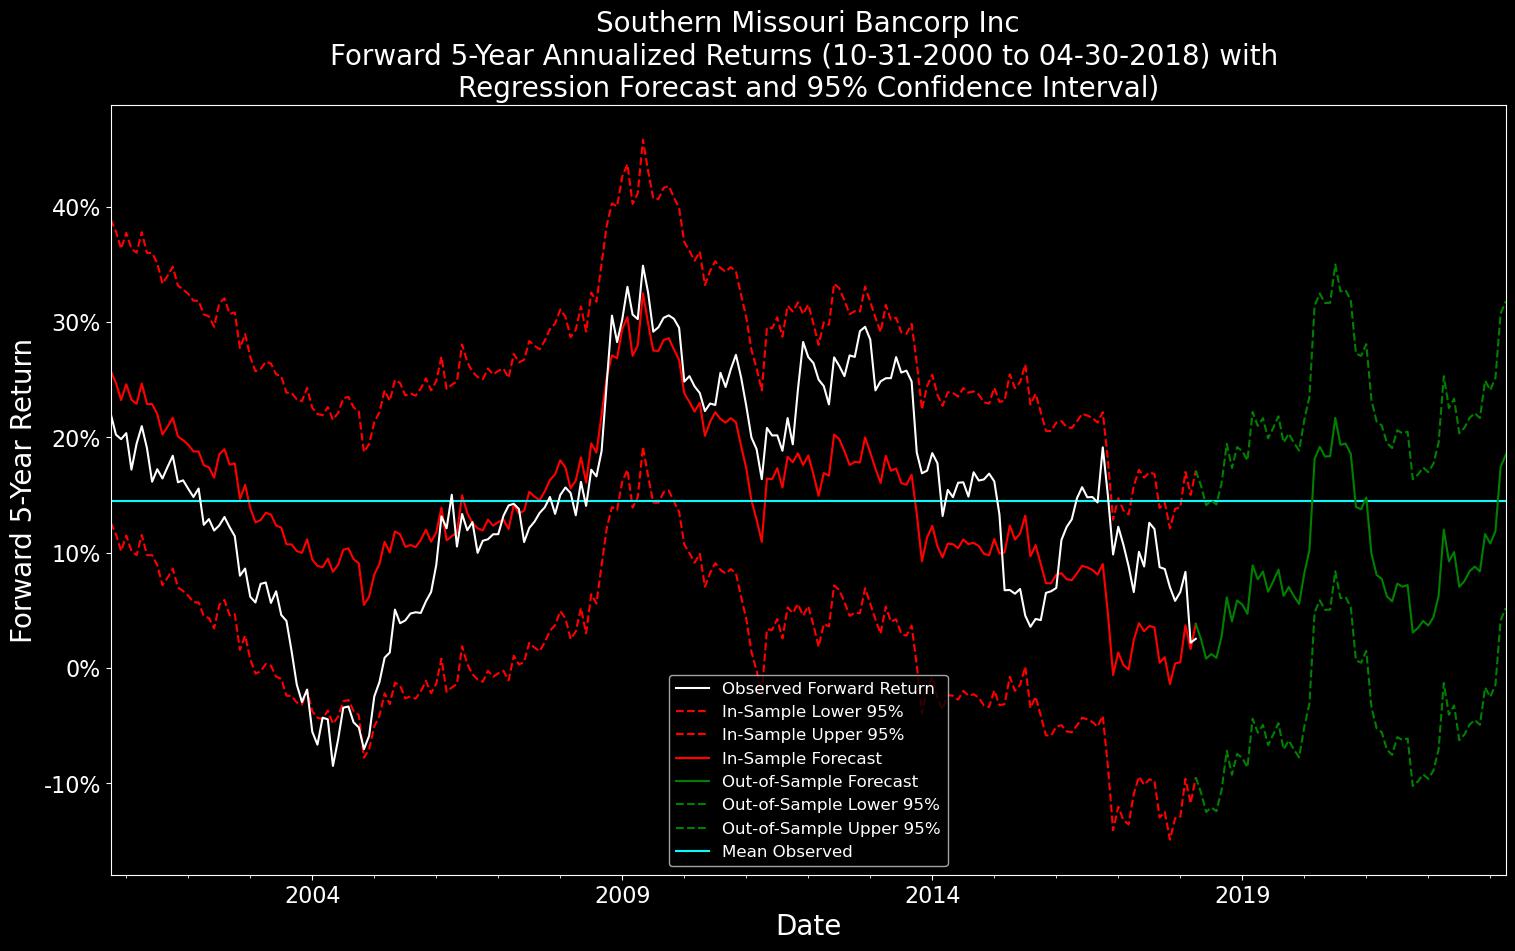 Southern Missouri Bancorp Inc
Forward 5-Year Annualized Returns (10-31-2000 to 04-30-2018) with
Regression Forecast and 95% Confidence Interval)
Forward 5-Year Return
40%
30%
20%
10%
0%
-10%
Observed Forward Return
In-Sample Lower 95%
In-Sample Upper 95%
In-Sample Forecast
Out-of-Sample Forecast
Out-of-Sample Lower 95%
Out-of-Sample Upper 95%
Mean Observed
2004
2009
2014
2019
Date